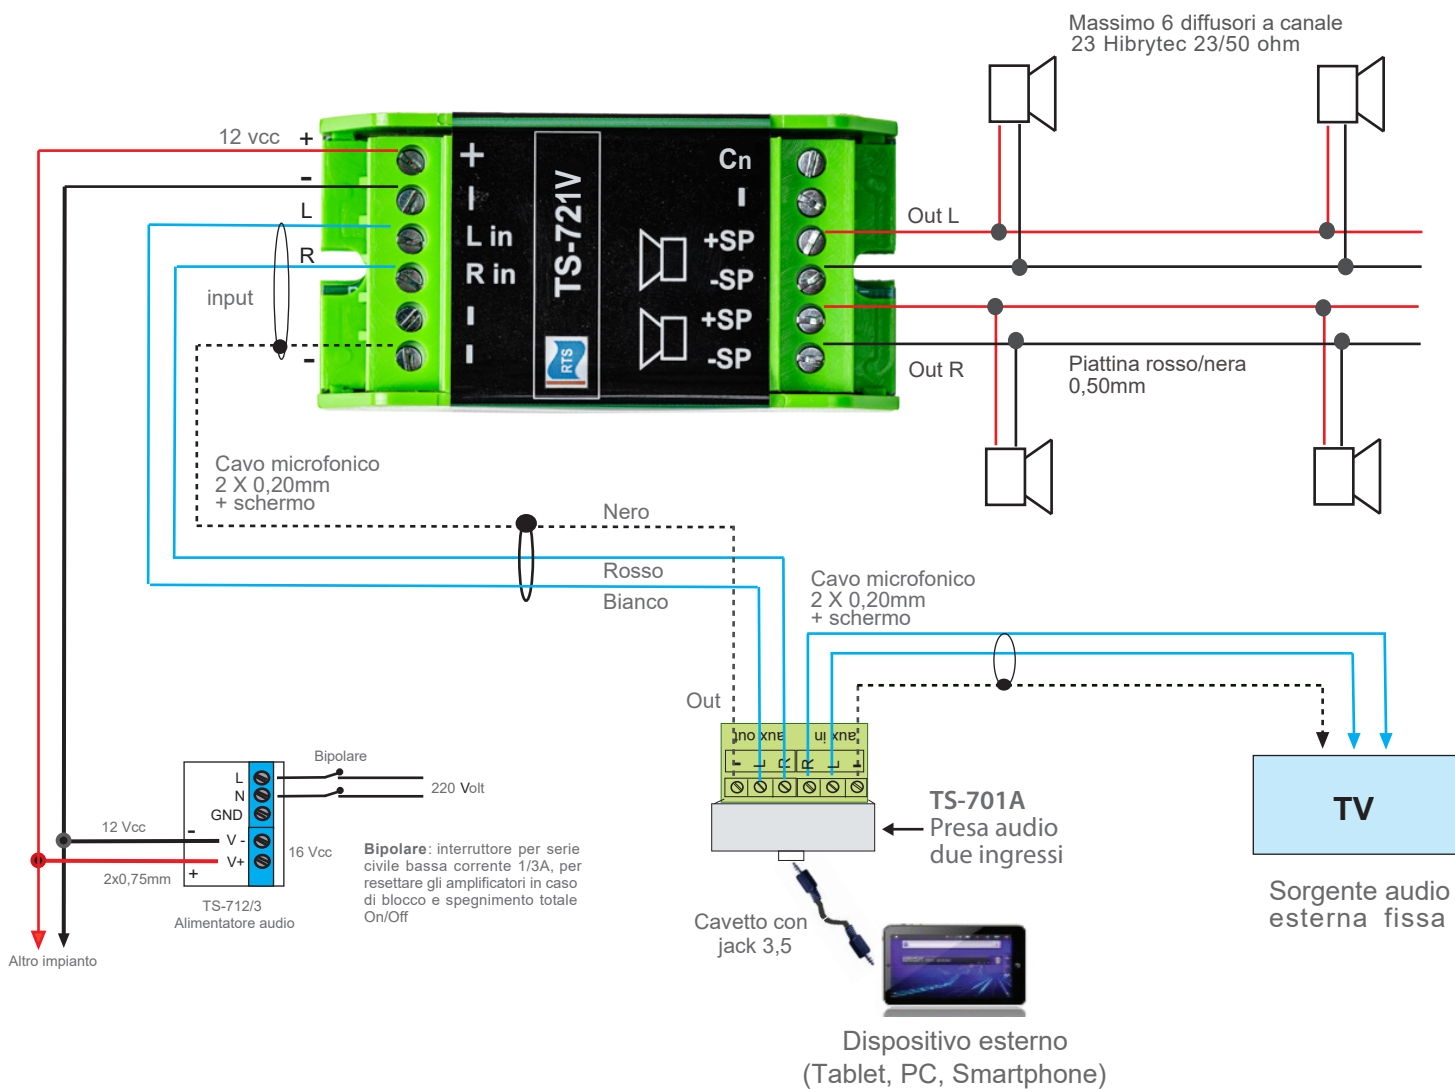 Massimo 6 diffusori a canale
23 Hibrytec 23/50 ohm
12 vcc +
-
L
R
input
-
+
-
L in
R in
-
-
TS-721V
RTS
Cn
-
+SP
-SP
+SP
-SP
Out L
Out R
Piattina rosso/nera
0,50mm
Cavo microfonico
2 X 0,20mm
+ schermo
Nero
Rosso
Bianco
Cavo microfonico
2 X 0,20mm
+ schermo
Out
aux out
aux in
- L R R L -
TS-701A
Presa audio
due ingressi
TV
Sorgente audio
esterna fissa
Cavetto con
jack 3,5
Dispositivo esterno
(Tablet, PC, Smartphone)
Bipolare
L
N
GND
V -
V+
220 Volt
12 Vcc
-
+
16 Vcc
2x0,75mm
TS-712/3
Alimentatore audio
Altro impianto
Bipolare: interruttore per serie
civile bassa corrente 1/3A, per
resettare gli amplificatori in caso
di blocco e spegnimento totale
On/Off